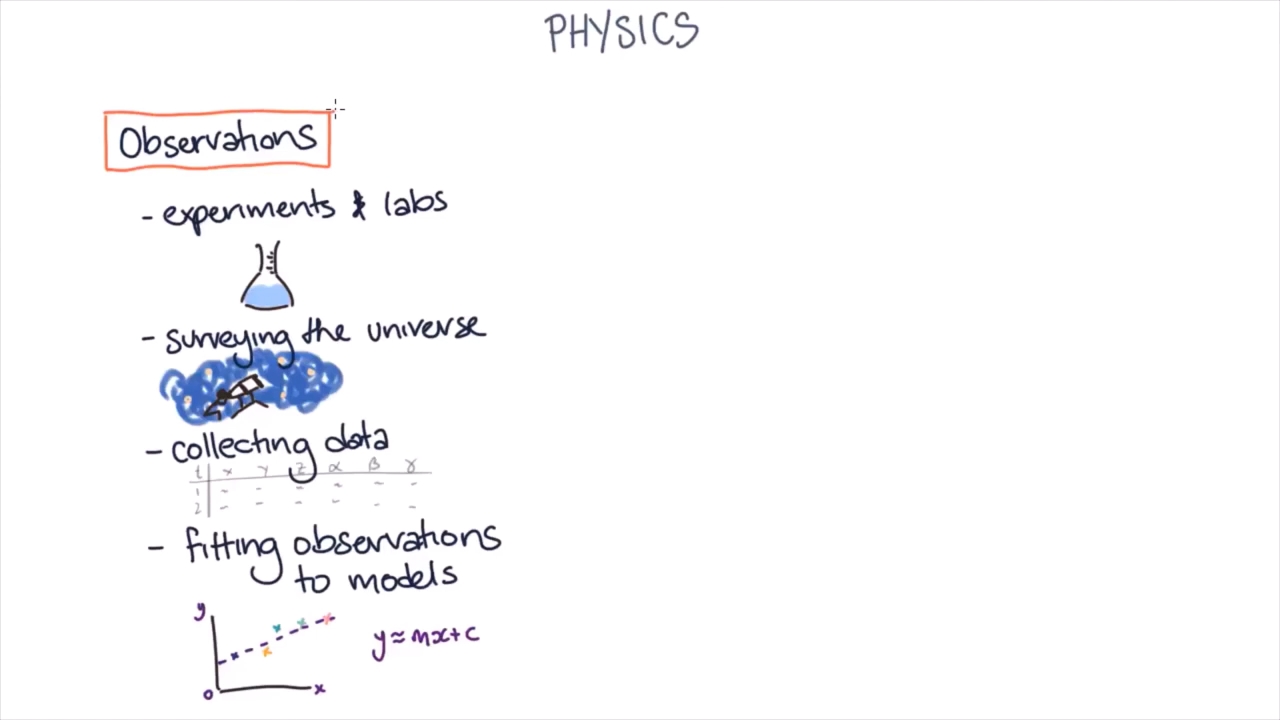 PHYSICS
Observations
- experiments & labs
- surveying the universe
- collecting data
t x y z α β γ
1 - - - - - -
2 - - - - - -
- fitting observations
to models
y
y ≈ mx + c
0 x